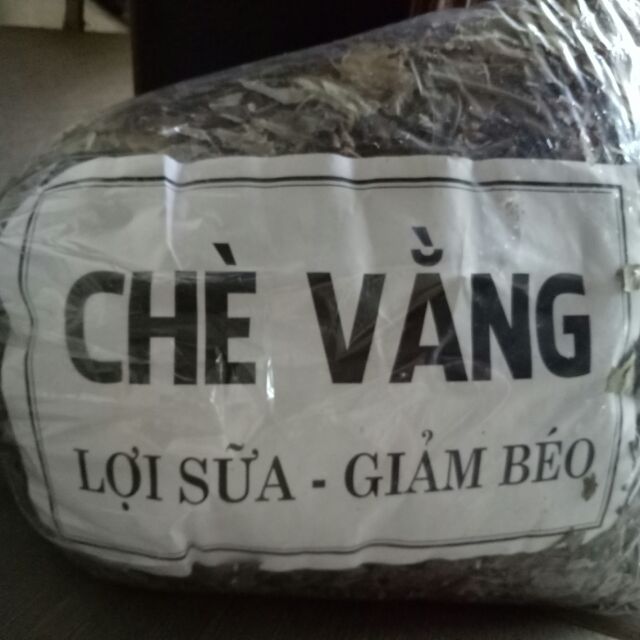 CHÈ VẰNG
LỢI SỮA - GIẢM BÉO